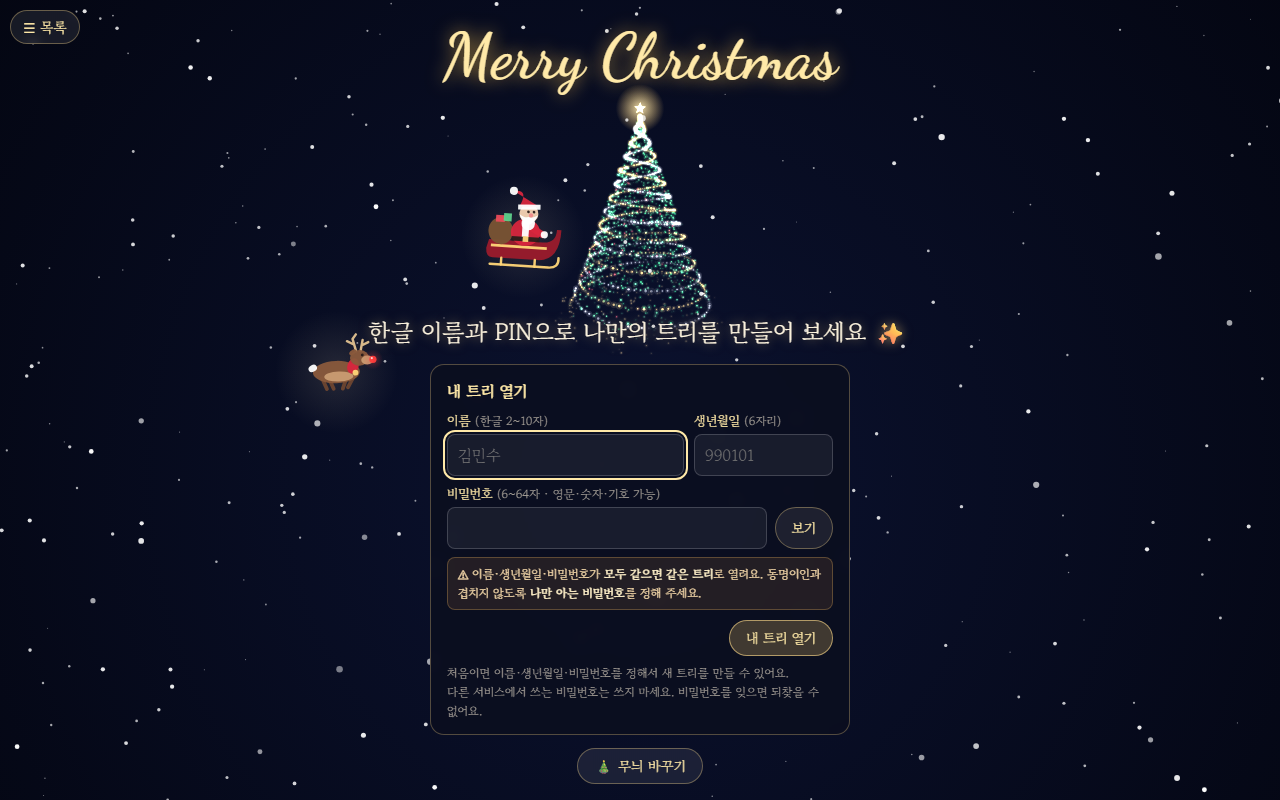 ☰ 목록
Merry Christmas
한글 이름과 PIN으로 나만의 트리를 만들어 보세요 ✨
내 트리 열기
이름 (한글 2~10자)
생년월일 (6자리)
김민수
990101
비밀번호 (6~64자 · 영문·숫자·기호 가능)
보기
⚠ 이름·생년월일·비밀번호가 모두 같으면 같은 트리로 열려요. 동명이인과
겹치지 않도록 나만 아는 비밀번호를 정해 주세요.
내 트리 열기
처음이면 이름·생년월일·비밀번호를 정해서 새 트리를 만들 수 있어요.
다른 서비스에서 쓰는 비밀번호는 쓰지 마세요. 비밀번호를 잊으면 되찾을 수
없어요.
🎄 무늬 바꾸기